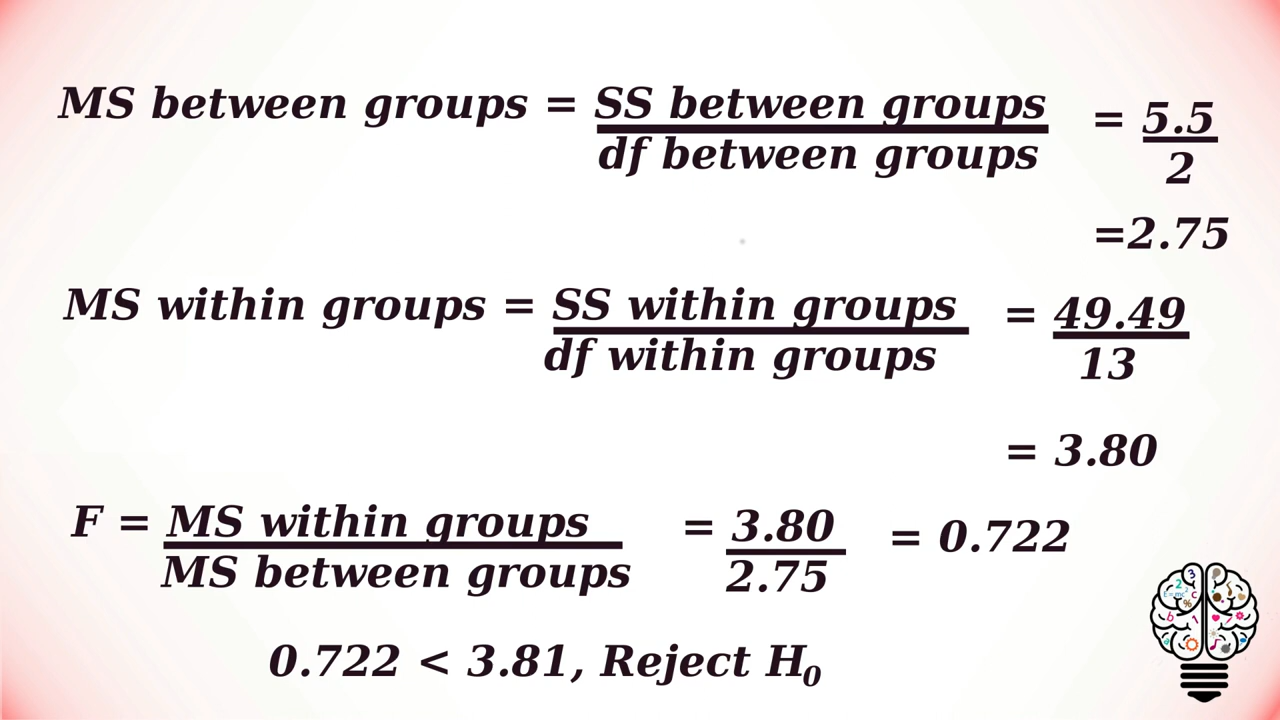 MS between groups = SS between groups = 5.5
df between groups 2
=2.75
MS within groups = SS within groups = 49.49
df within groups 13
= 3.80
F = MS within groups = 3.80 = 0.722
MS between groups 2.75
0.722 < 3.81, Reject H₀